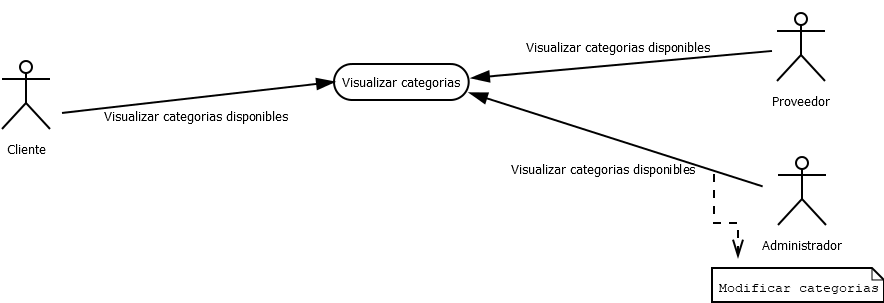 Visualizar categorias disponibles
Visualizar categorias
Proveedor
Visualizar categorias disponibles
Cliente
Visualizar categorias disponibles
Administrador
Modificar categorias